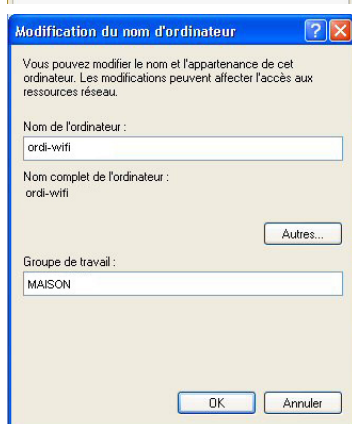 Modification du nom d'ordinateur
Vous pouvez modifier le nom et l'appartenance de cet
ordinateur. Les modifications peuvent affecter l'accès aux
ressources réseau.
Nom de l'ordinateur :
ordi-wifi
Nom complet de l'ordinateur :
ordi-wifi
Autres...
Groupe de travail :
MAISON
OK
Annuler